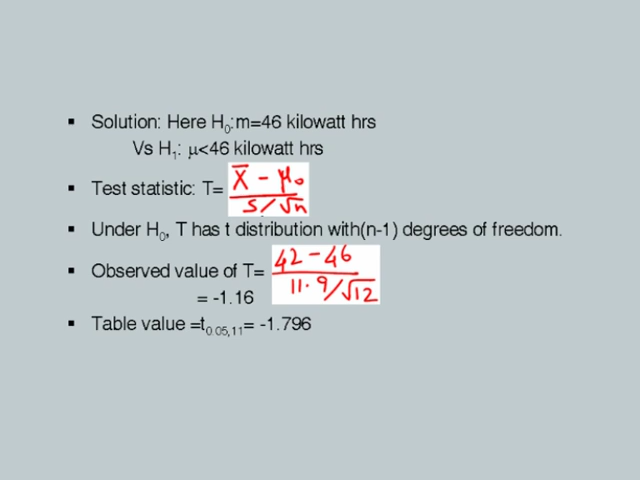 ▪ Solution: Here H₀:m=46 kilowatt hrs
Vs H₁: μ<46 kilowatt hrs
▪ Test statistic: T= (X̄ - μ₀)/(S/√n)
▪ Under H₀, T has t distribution with(n-1) degrees of freedom.
▪ Observed value of T= (42-46)/(11.9/√12)
= -1.16
▪ Table value =t₀.₀₅,₁₁= -1.796